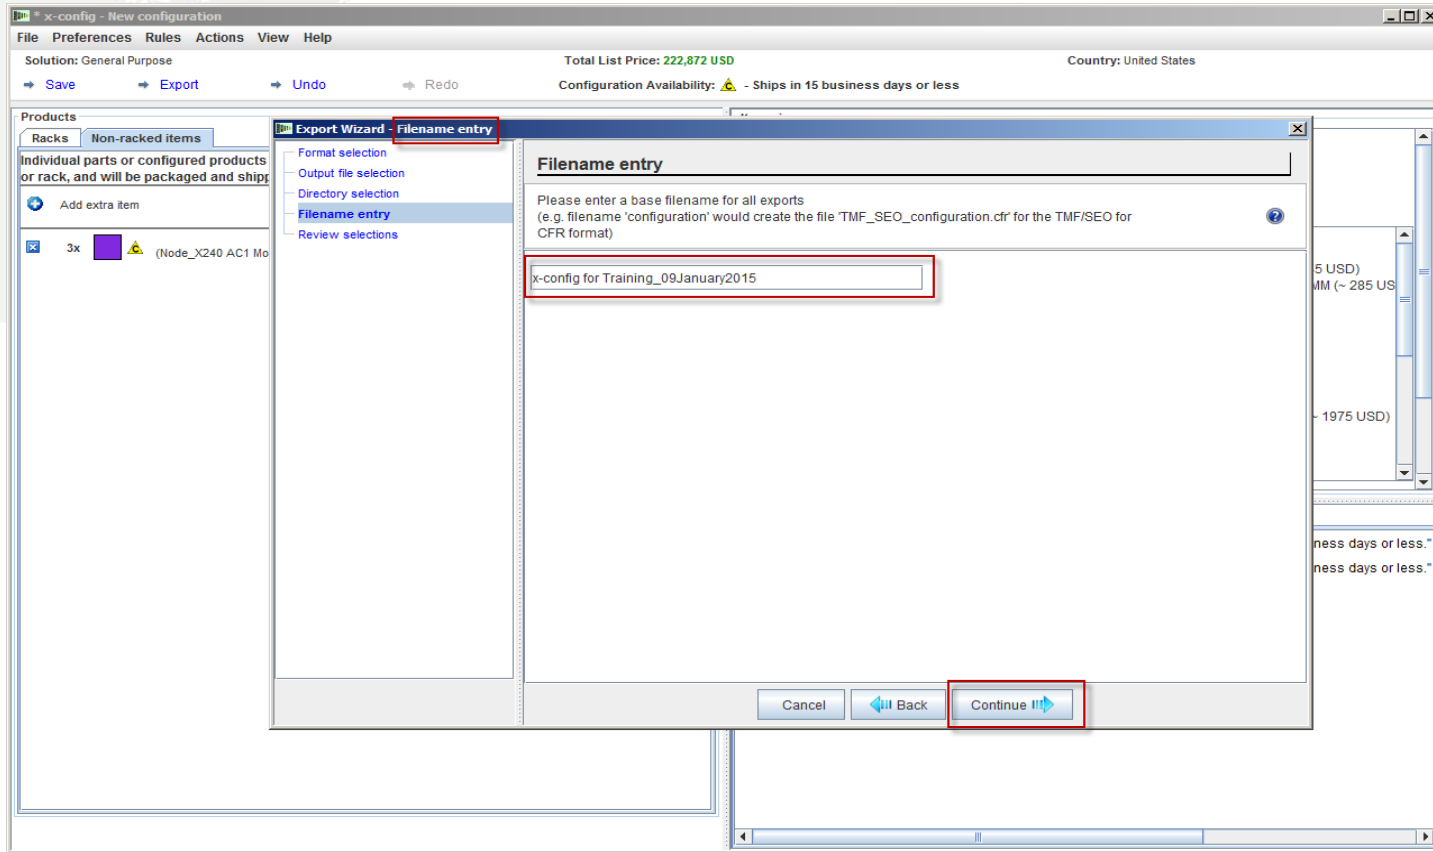 * x-config - New configuration
File Preferences Rules Actions View Help
Solution: General Purpose
Total List Price: 222,872 USD
Country: United States
Save Export Undo Redo
Configuration Availability: C - Ships in 15 business days or less
Products
Racks Non-racked items
Individual parts or configured products
or rack, and will be packaged and shipp
Add extra item
3x C (Node_X240 AC1 Mo
Export Wizard - Filename entry
Format selection
Output file selection
Directory selection
Filename entry
Review selections
Filename entry
Please enter a base filename for all exports
(e.g. filename 'configuration' would create the file 'TMF_SEO_configuration.cfr' for the TMF/SEO for
CFR format)
x-config for Training_09January2015
Cancel Back Continue
5 USD)
MM (~ 285 US
~ 1975 USD)
ness days or less."
ness days or less."